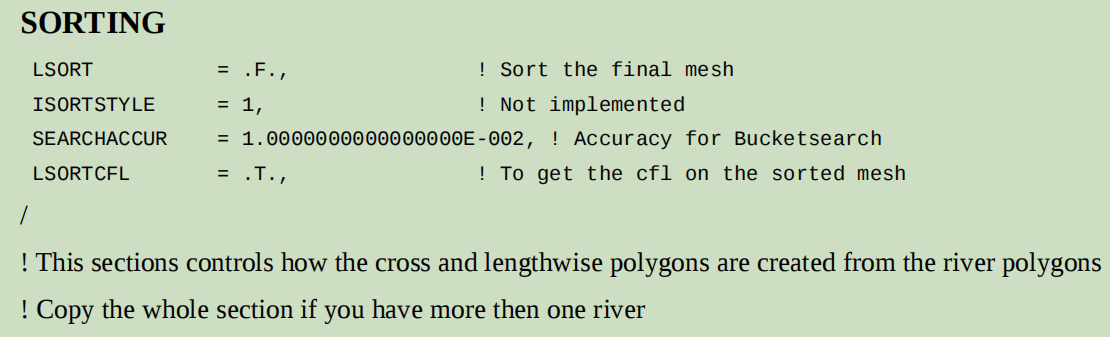 SORTING
LSORT = .F., ! Sort the final mesh
ISORTSTYLE = 1, ! Not implemented
SEARCHACCUR = 1.0000000000000000E-002, ! Accuracy for Bucketsearch
LSORTCFL = .T., ! To get the cfl on the sorted mesh
/
! This sections controls how the cross and lengthwise polygons are created from the river polygons
! Copy the whole section if you have more then one river